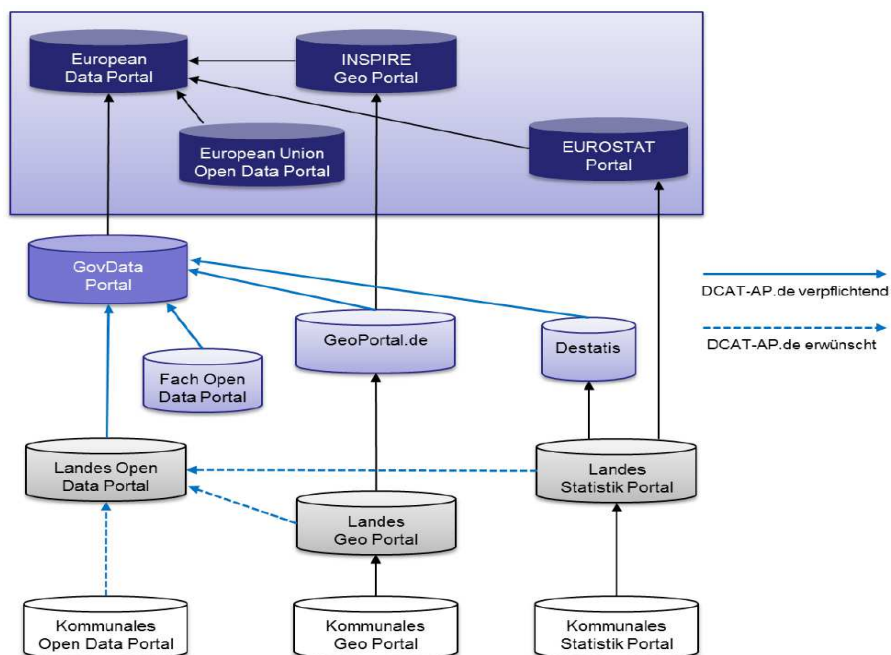 European
Data Portal
INSPIRE
Geo Portal
European Union
Open Data Portal
EUROSTAT
Portal
GovData
Portal
DCAT-AP.de verpflichtend
GeoPortal.de
Destatis
DCAT-AP.de erwünscht
Fach Open
Data Portal
Landes Open
Data Portal
Landes
Statistik Portal
Landes
Geo Portal
Kommunales
Open Data Portal
Kommunales
Geo Portal
Kommunales
Statistik Portal